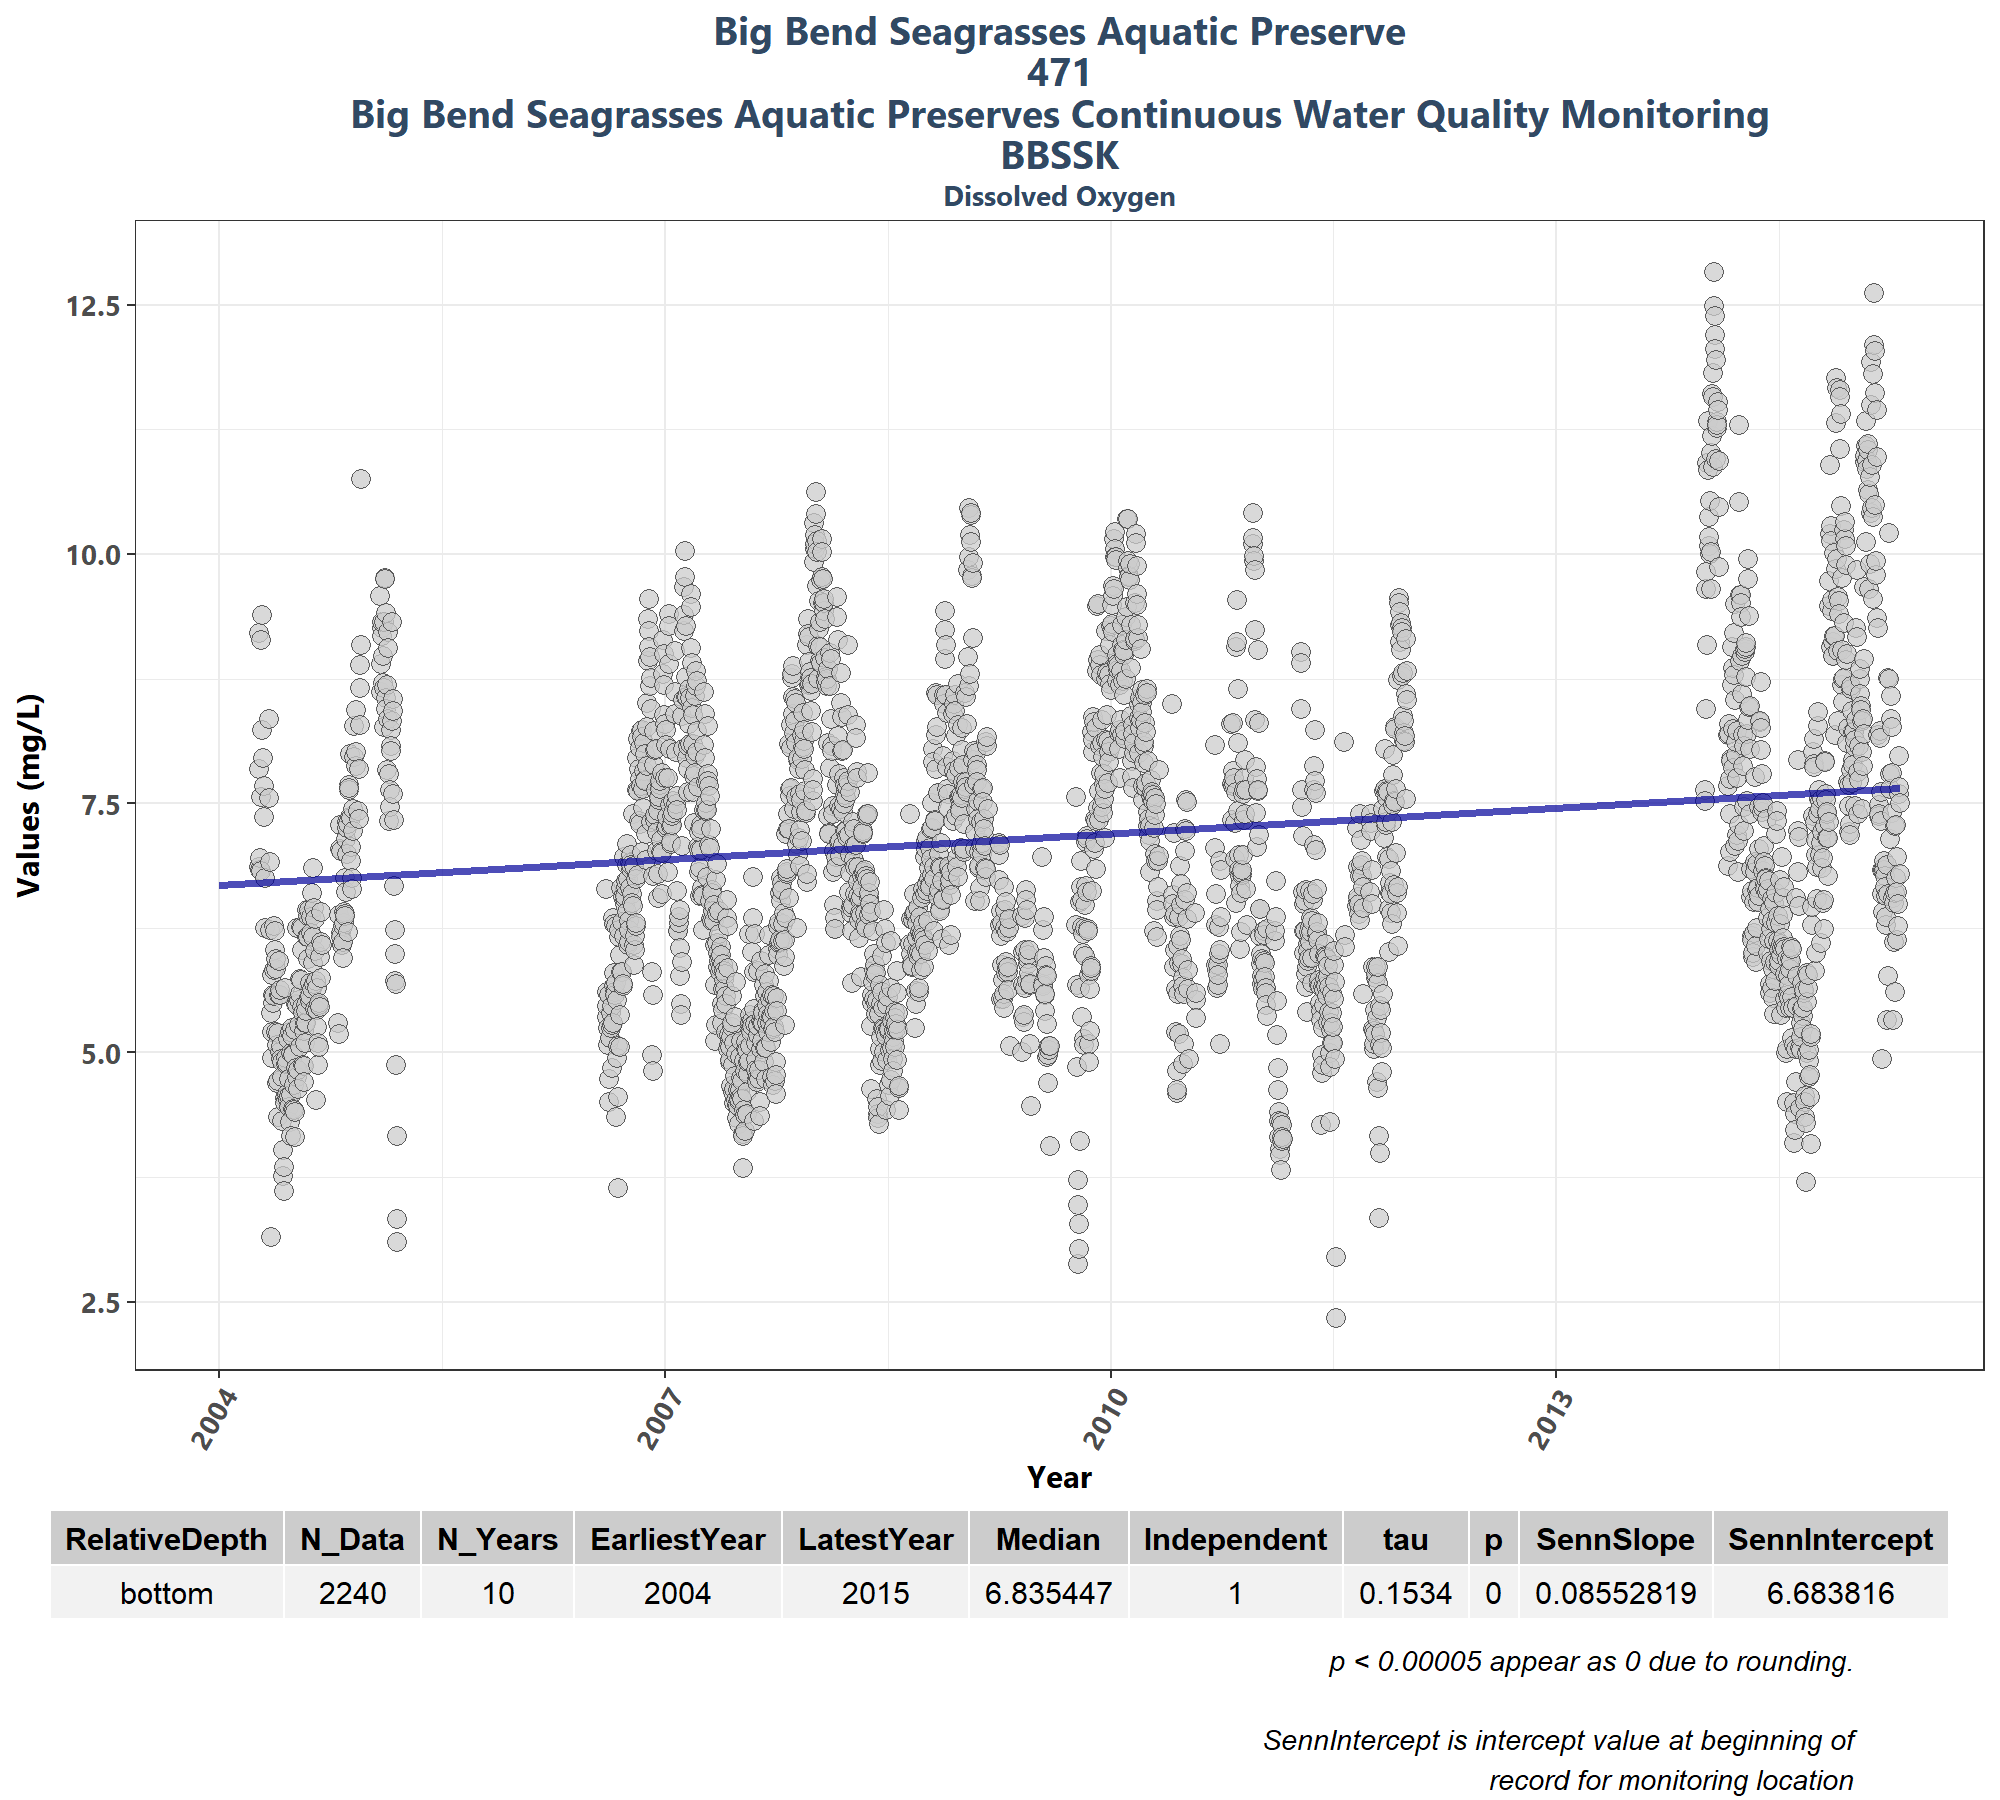 Big Bend Seagrasses Aquatic Preserve
471
Big Bend Seagrasses Aquatic Preserves Continuous Water Quality Monitoring
BBSSK
Dissolved Oxygen
12.5
10.0
7.5
5.0
2.5
Values (mg/L)
2004 2007 2010 2013
Year
RelativeDepth N_Data N_Years EarliestYear LatestYear Median Independent tau p SennSlope SennIntercept
bottom 2240 10 2004 2015 6.835447 1 0.1534 0 0.08552819 6.683816
p < 0.00005 appear as 0 due to rounding.
SennIntercept is intercept value at beginning of
record for monitoring location